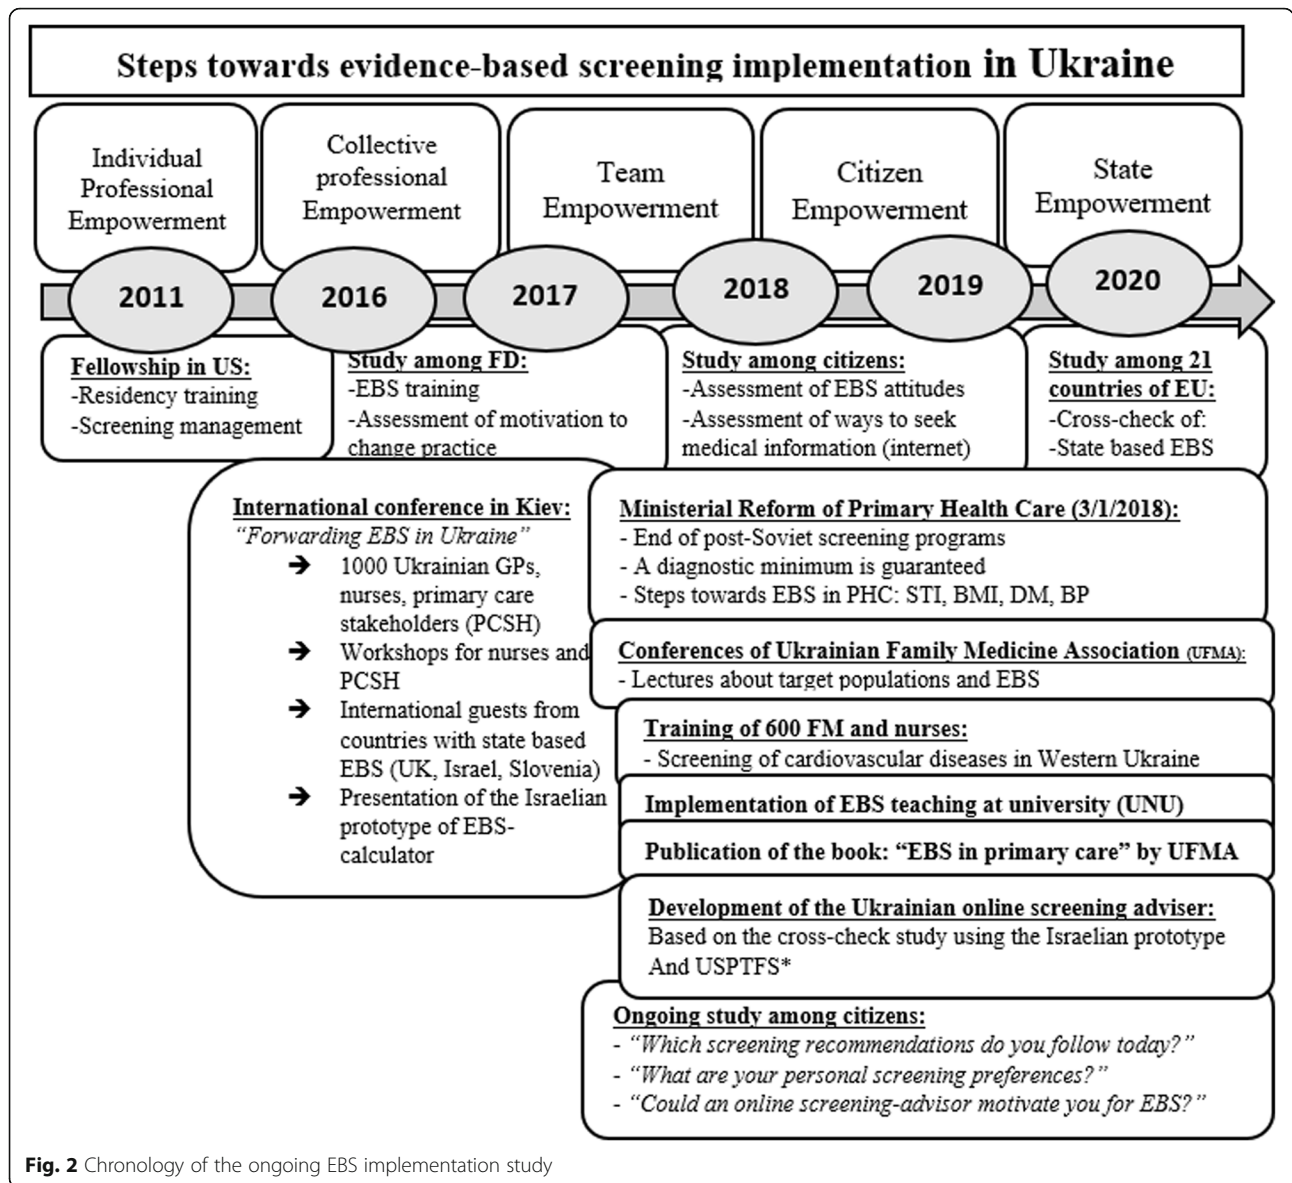 Steps towards evidence-based screening implementation in Ukraine
Individual
Professional
Empowerment
Collective
professional
Empowerment
Team
Empowerment
Citizen
Empowerment
State
Empowerment
2011
2016
2017
2018
2019
2020
Fellowship in US:
-Residency training
-Screening management
Study among FD:
-EBS training
-Assessment of motivation to
change practice
Study among citizens:
-Assessment of EBS attitudes
-Assessment of ways to seek
medical information (internet)
Study among 21
countries of EU:
-Cross-check of:
-State based EBS
International conference in Kiev:
“Forwarding EBS in Ukraine”
➔ 1000 Ukrainian GPs,
nurses, primary care
stakeholders (PCSH)
➔ Workshops for nurses and
PCSH
➔ International guests from
countries with state based
EBS (UK, Israel, Slovenia)
➔ Presentation of the Israelian
prototype of EBS-
calculator
Ministerial Reform of Primary Health Care (3/1/2018):
- End of post-Soviet screening programs
- A diagnostic minimum is guaranteed
- Steps towards EBS in PHC: STI, BMI, DM, BP
Conferences of Ukrainian Family Medicine Association (UFMA):
- Lectures about target populations and EBS
Training of 600 FM and nurses:
- Screening of cardiovascular diseases in Western Ukraine
Implementation of EBS teaching at university (UNU)
Publication of the book: “EBS in primary care” by UFMA
Development of the Ukrainian online screening adviser:
Based on the cross-check study using the Israelian prototype
And USPTFS*
Ongoing study among citizens:
- “Which screening recommendations do you follow today?”
- “What are your personal screening preferences?”
- “Could an online screening-advisor motivate you for EBS?”
Fig. 2 Chronology of the ongoing EBS implementation study